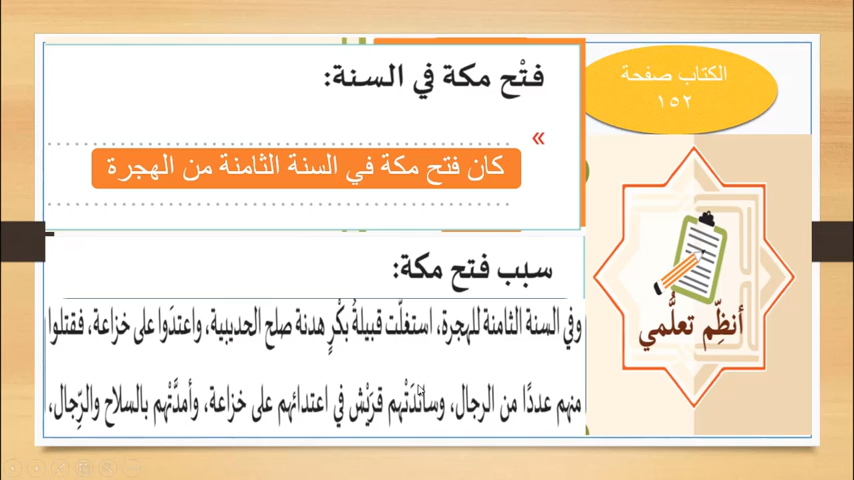 الكتاب صفحة
١٥٢
فتْح مكة في السنة:
»
كان فتح مكة في السنة الثامنة من الهجرة
سبب فتح مكة:
وفي السنة الثامنة للهجرة، استغلَّت قبيلةُ بكْرٍ هدنة صلح الحديبية، واعتدَوا على خزاعة، فقتلوا
منهم عددًا من الرجال، وسانَدَتْهم قرَيْش في اعتدائهم على خزاعة، وأمدَّتْهم بالسلاح والرِّجال،
أنظِّم تعلُّمي